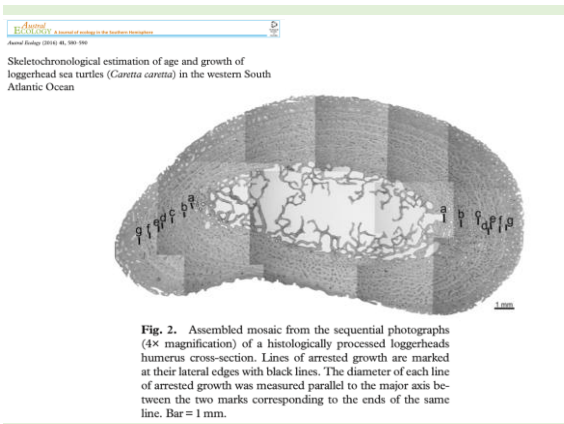 Austral
ECOLOGY A Journal of ecology in the Southern Hemisphere
Austral Ecology (2016) 41, 580–590
Skeletochronological estimation of age and growth of
loggerhead sea turtles (Caretta caretta) in the western South
Atlantic Ocean
g f e d c b a a b c d e f g
1 mm
Fig. 2. Assembled mosaic from the sequential photographs
(4× magnification) of a histologically processed loggerheads
humerus cross-section. Lines of arrested growth are marked
at their lateral edges with black lines. The diameter of each line
of arrested growth was measured parallel to the major axis be-
tween the two marks corresponding to the ends of the same
line. Bar = 1 mm.